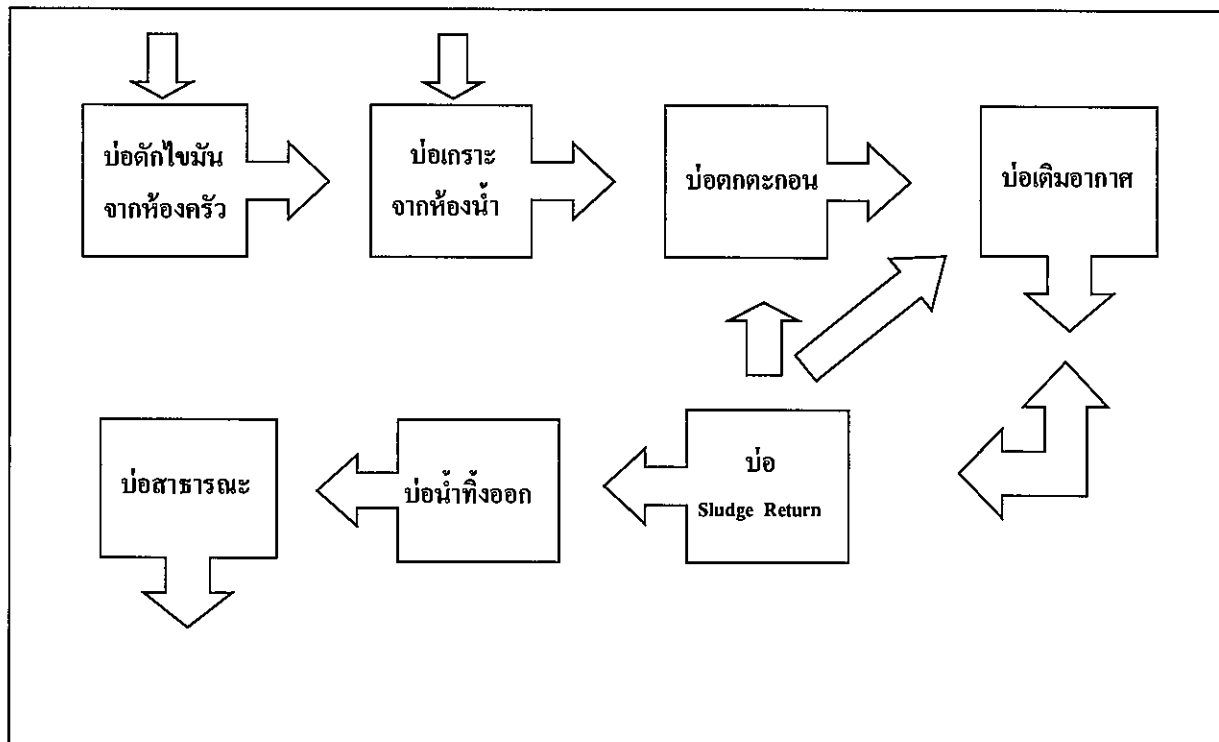 บ่อดักไขมัน
จากห้องครัว
บ่อเกราะ
จากห้องน้ำ
บ่อตกตะกอน
บ่อเติมอากาศ
บ่อสาธารณะ
บ่อน้ำทิ้งออก
บ่อ
Sludge Return